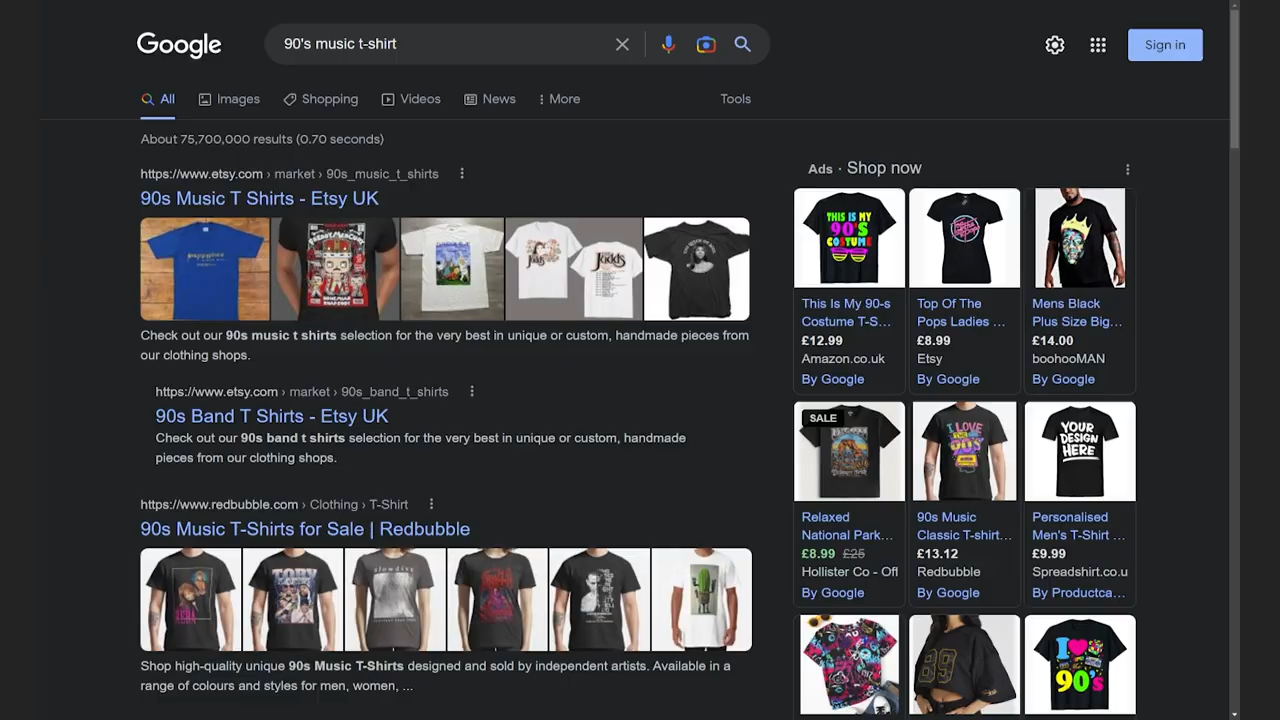 Google
90's music t-shirt
Sign in
All
Images
Shopping
Videos
News
More
Tools
About 75,700,000 results (0.70 seconds)
https://www.etsy.com › market › 90s_music_t_shirts
90s Music T Shirts - Etsy UK
Check out our 90s music t shirts selection for the very best in unique or custom, handmade pieces from
our clothing shops.
https://www.etsy.com › market › 90s_band_t_shirts
90s Band T Shirts - Etsy UK
Check out our 90s band t shirts selection for the very best in unique or custom, handmade
pieces from our clothing shops.
https://www.redbubble.com › Clothing › T-Shirt
90s Music T-Shirts for Sale | Redbubble
slowdive
Shop high-quality unique 90s Music T-Shirts designed and sold by independent artists. Available in a
range of colours and styles for men, women, ...
Ads · Shop now
THIS IS MY
90'S
COSTUME
This Is My 90-s
Costume T-S...
£12.99
Amazon.co.uk
By Google
Top Of The
Pops Ladies ...
£8.99
Etsy
By Google
Mens Black
Plus Size Big...
£14.00
boohooMAN
By Google
SALE
Relaxed
National Park...
£8.99 £25
Hollister Co - Off
By Google
I LOVE
THE
90's
90s Music
Classic T-shirt...
£13.12
Redbubble
By Google
YOUR
DESIGN
HERE
Personalised
Men's T-Shirt ...
£9.99
Spreadshirt.co.u
By Productca...
89
I
90's